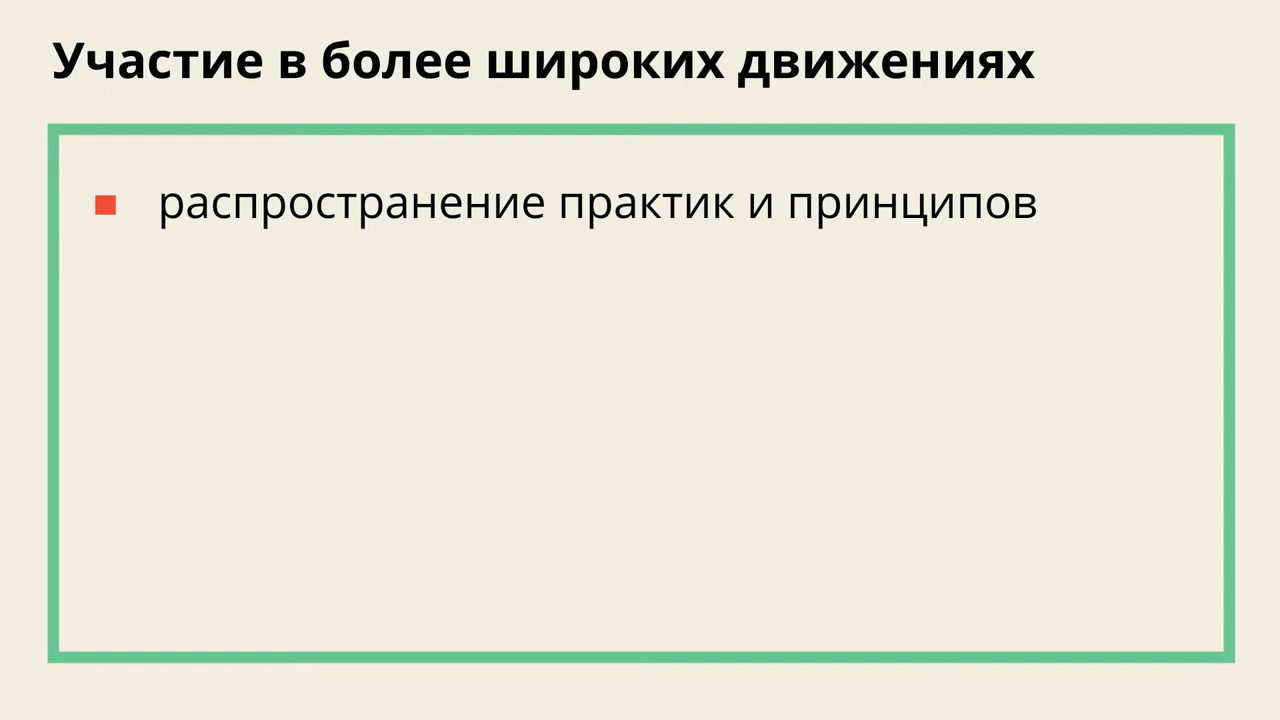 Участие в более широких движениях
распространение практик и принципов